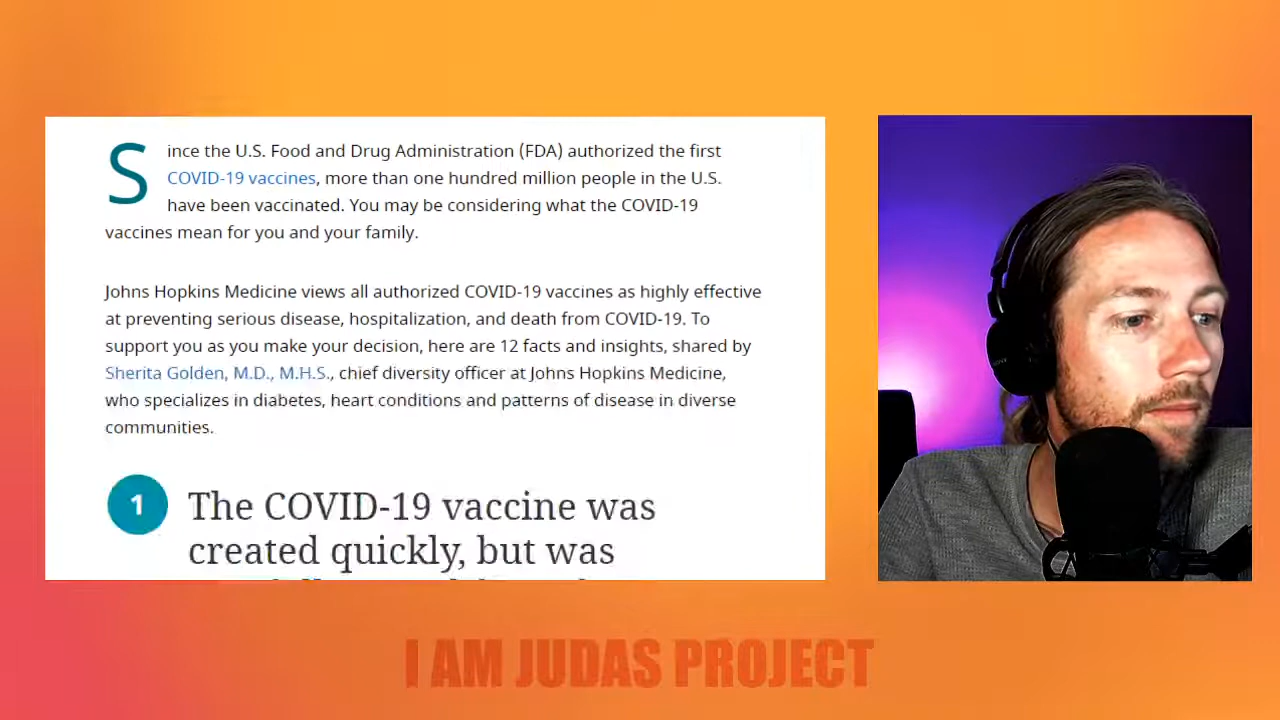 Since the U.S. Food and Drug Administration (FDA) authorized the first
COVID-19 vaccines, more than one hundred million people in the U.S.
have been vaccinated. You may be considering what the COVID-19
vaccines mean for you and your family.
Johns Hopkins Medicine views all authorized COVID-19 vaccines as highly effective
at preventing serious disease, hospitalization, and death from COVID-19. To
support you as you make your decision, here are 12 facts and insights, shared by
Sherita Golden, M.D., M.H.S., chief diversity officer at Johns Hopkins Medicine,
who specializes in diabetes, heart conditions and patterns of disease in diverse
communities.
1 The COVID-19 vaccine was
created quickly, but was
I AM JUDAS PROJECT